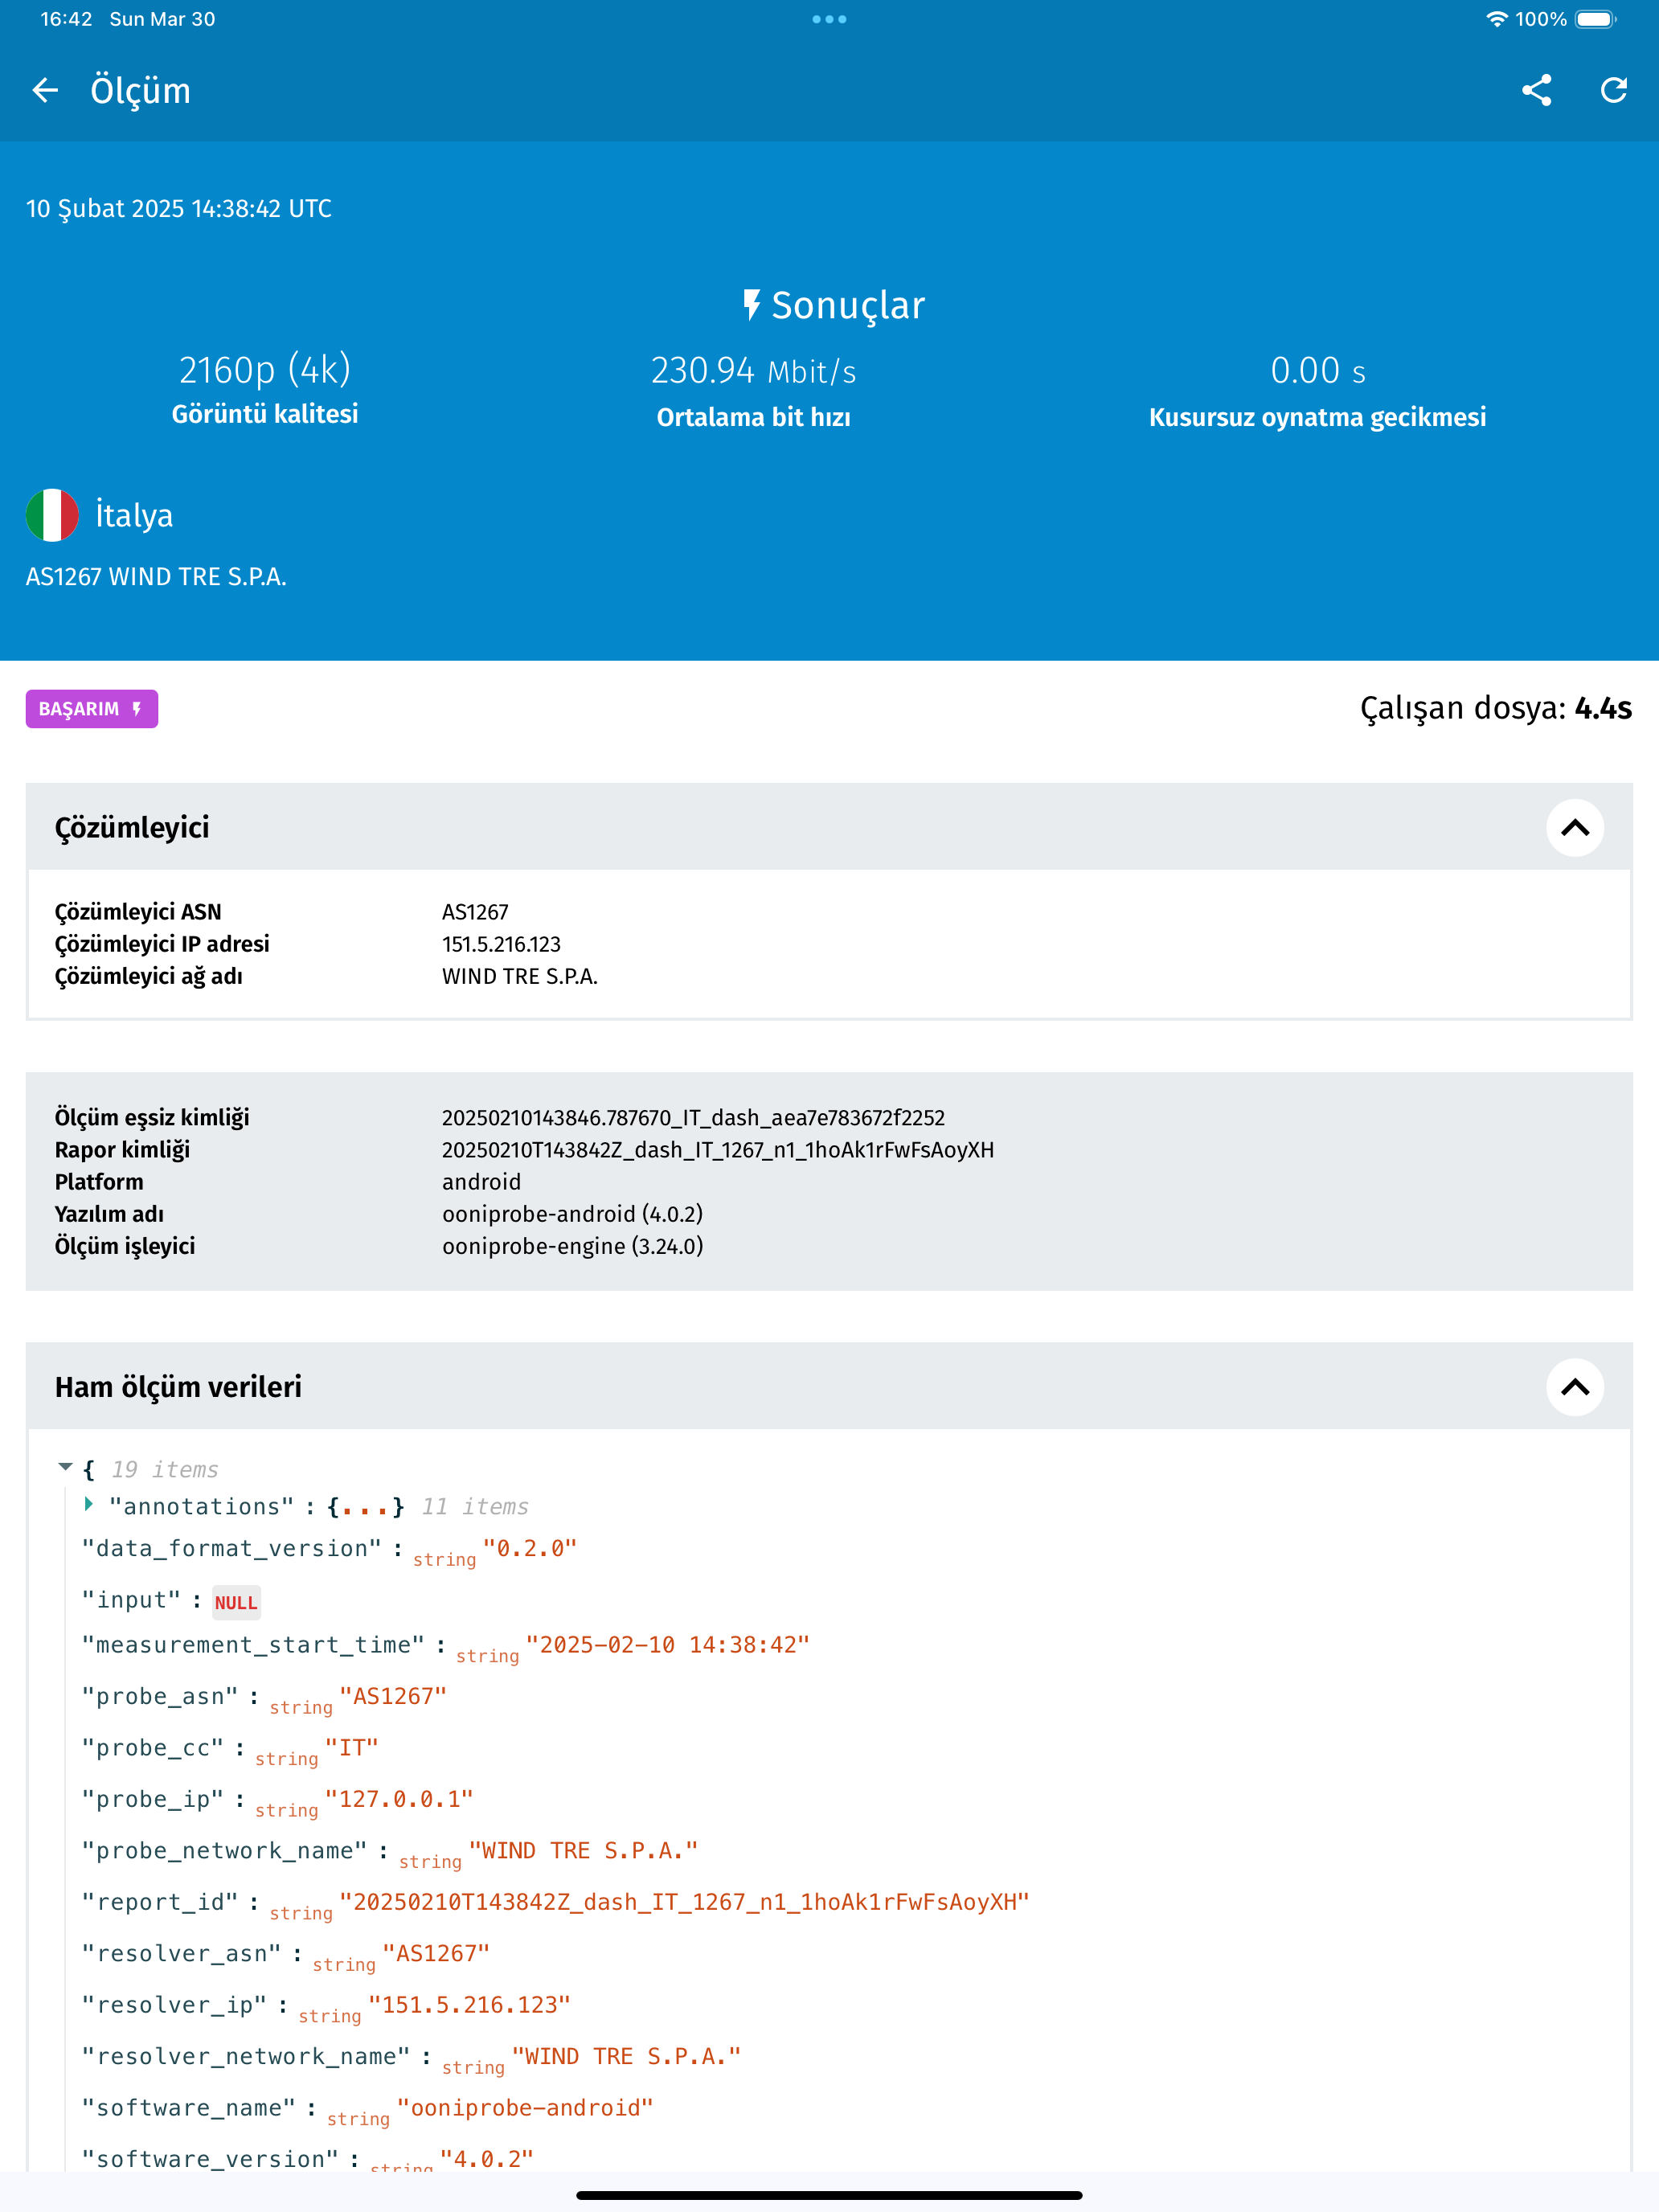 16:42 Sun Mar 30
100%
Ölçüm
10 Şubat 2025 14:38:42 UTC
Sonuçlar
2160p (4k)
Görüntü kalitesi
230.94 Mbit/s
Ortalama bit hızı
0.00 s
Kusursuz oynatma gecikmesi
İtalya
AS1267 WIND TRE S.P.A.
BAŞARIM
Çalışan dosya: 4.4s
Çözümleyici
Çözümleyici ASN AS1267
Çözümleyici IP adresi 151.5.216.123
Çözümleyici ağ adı WIND TRE S.P.A.
Ölçüm eşsiz kimliği 20250210143846.787670_IT_dash_aea7e783672f2252
Rapor kimliği 20250210T143842Z_dash_IT_1267_n1_1hoAk1rFwFsAoyXH
Platform android
Yazılım adı ooniprobe-android (4.0.2)
Ölçüm işleyici ooniprobe-engine (3.24.0)
Ham ölçüm verileri
{ 19 items
"annotations" : {...} 11 items
"data_format_version" : string "0.2.0"
"input" : NULL
"measurement_start_time" : string "2025-02-10 14:38:42"
"probe_asn" : string "AS1267"
"probe_cc" : string "IT"
"probe_ip" : string "127.0.0.1"
"probe_network_name" : string "WIND TRE S.P.A."
"report_id" : string "20250210T143842Z_dash_IT_1267_n1_1hoAk1rFwFsAoyXH"
"resolver_asn" : string "AS1267"
"resolver_ip" : string "151.5.216.123"
"resolver_network_name" : string "WIND TRE S.P.A."
"software_name" : string "ooniprobe-android"
"software_version" : string "4.0.2"